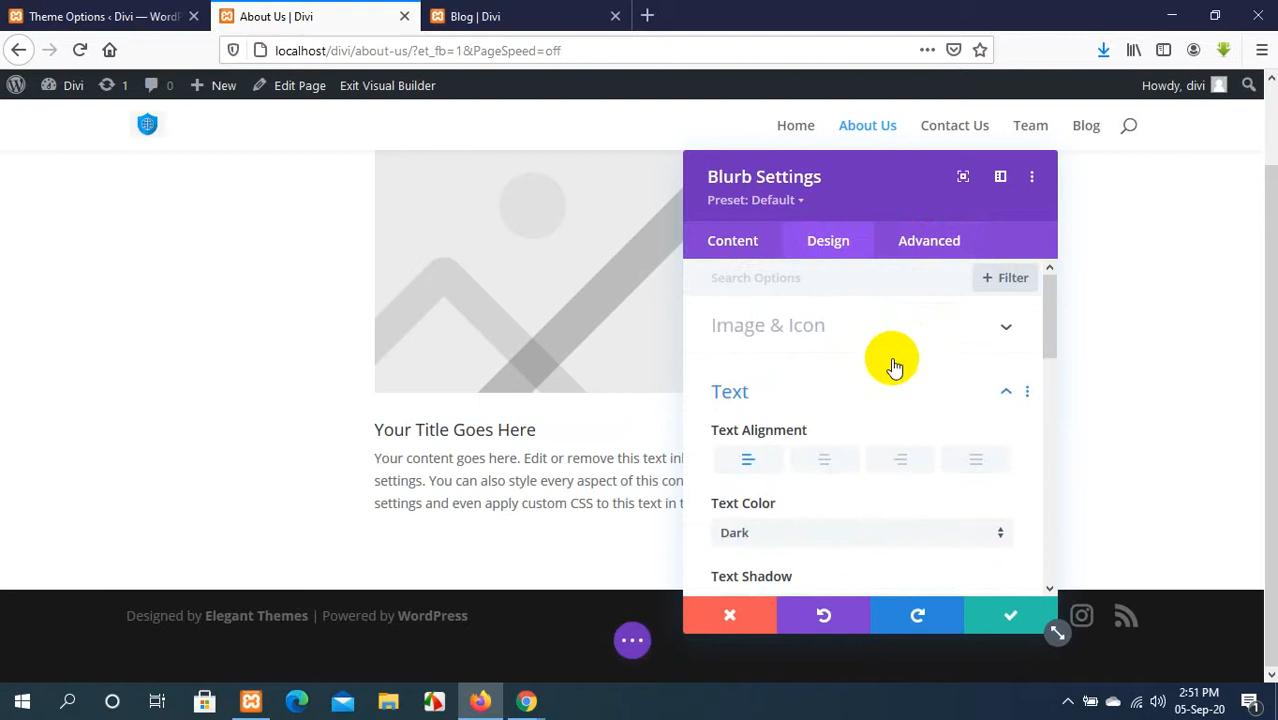 Theme Options ‹ Divi — WordP
About Us | Divi
Blog | Divi
localhost/divi/about-us/?et_fb=1&PageSpeed=off
Divi
1
0
New
Edit Page
Exit Visual Builder
Howdy, divi
Home
About Us
Contact Us
Team
Blog
Blurb Settings
Preset: Default
Content
Design
Advanced
Search Options
+ Filter
Image & Icon
Text
Text Alignment
Text Color
Dark
Text Shadow
Your Title Goes Here
Your content goes here. Edit or remove this text inl
settings. You can also style every aspect of this con
settings and even apply custom CSS to this text in t
Designed by Elegant Themes | Powered by WordPress
2:51 PM
05-Sep-20
1